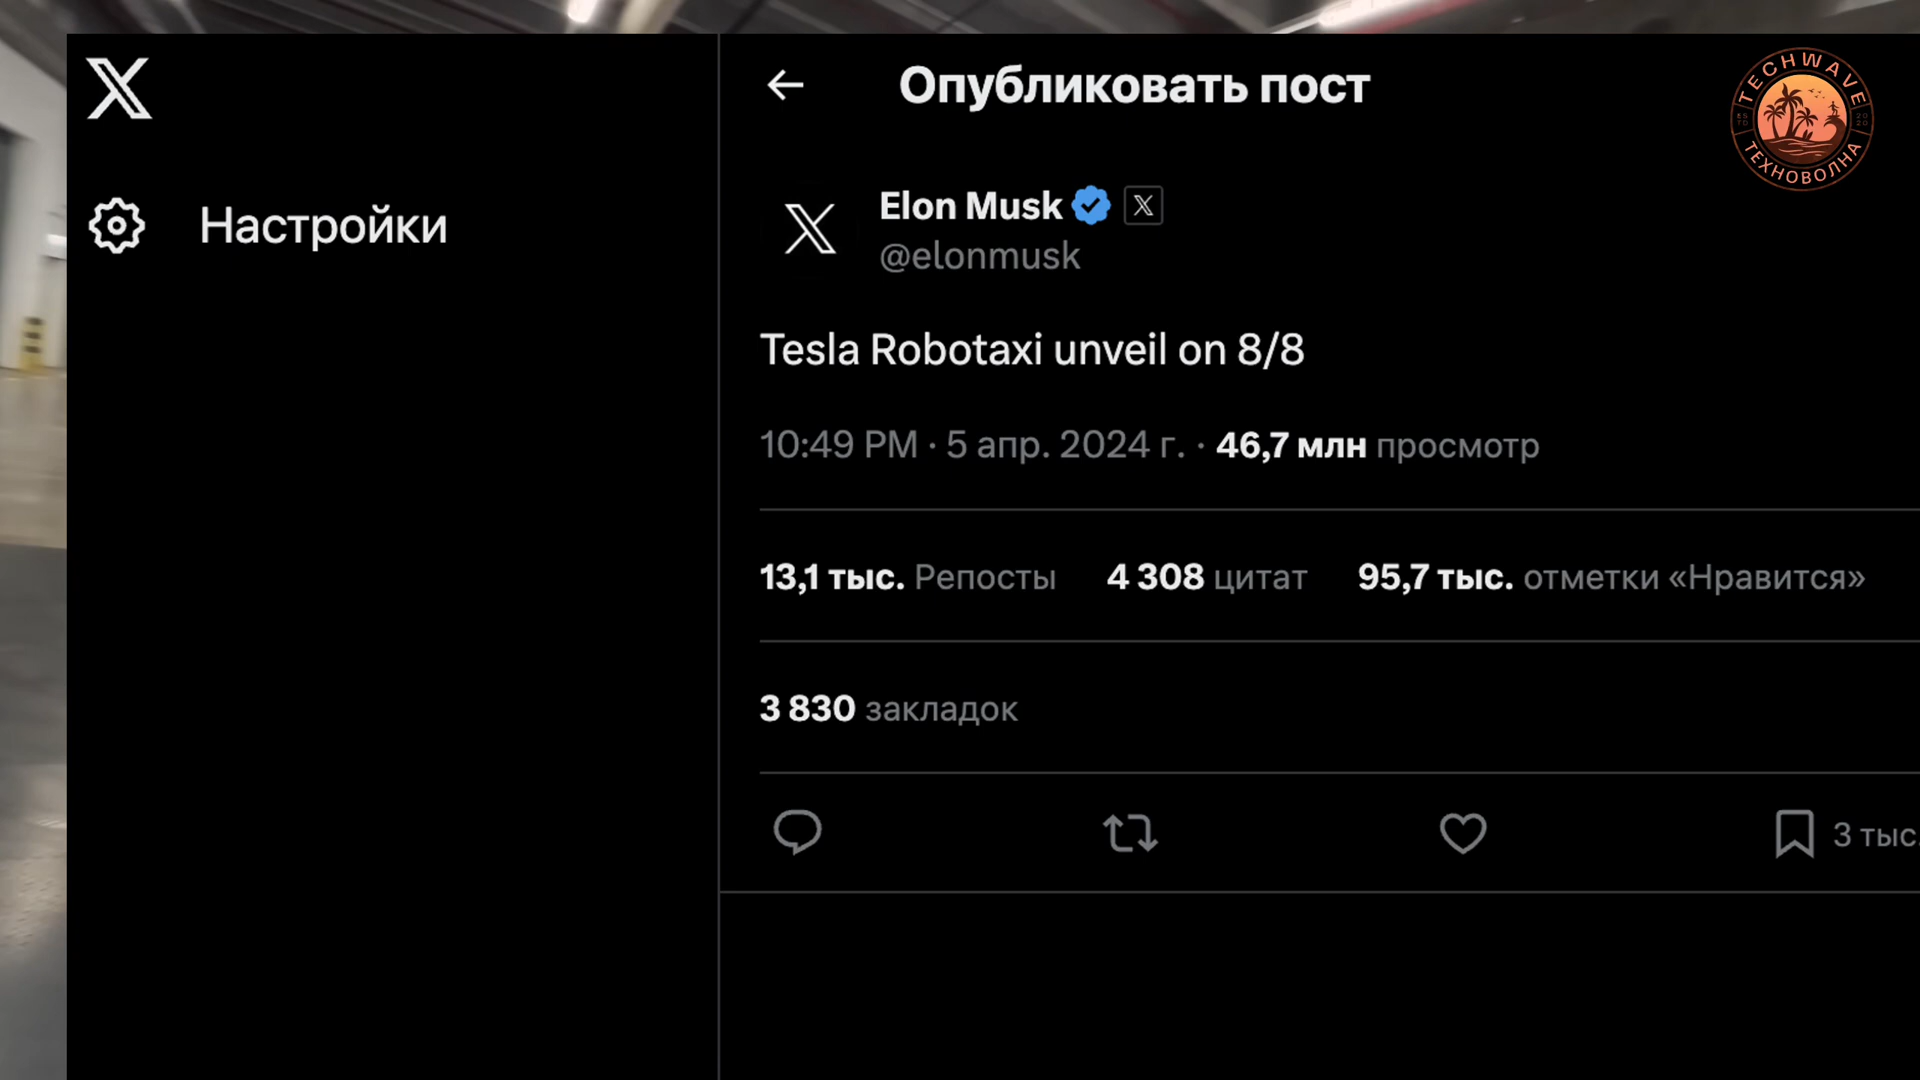 Опубликовать пост
TECHWAVE
ТЕХНОВОЛНА
Настройки
Elon Musk
@elonmusk
Tesla Robotaxi unveil on 8/8
10:49 PM · 5 апр. 2024 г. · 46,7 млн просмотр
13,1 тыс. Репосты 4 308 цитат 95,7 тыс. отметки «Нравится»
3 830 закладок
3 тыс.